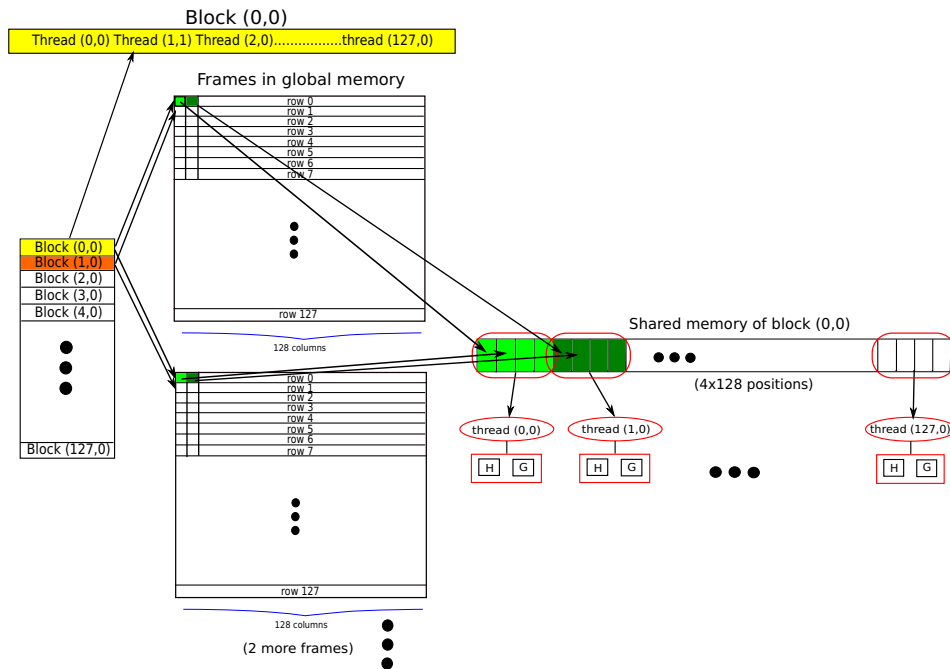 Block (0,0)
Thread (0,0) Thread (1,1) Thread (2,0)................thread (127,0)
Frames in global memory
row 0
row 1
row 2
row 3
row 4
row 5
row 6
row 7
row 127
128 columns
Block (0,0)
Block (1,0)
Block (2,0)
Block (3,0)
Block (4,0)
Block (127,0)
row 0
row 1
row 2
row 3
row 4
row 5
row 6
row 7
row 127
128 columns
(2 more frames)
Shared memory of block (0,0)
(4x128 positions)
thread (0,0)
thread (1,0)
thread (127,0)
H G
H G
H G